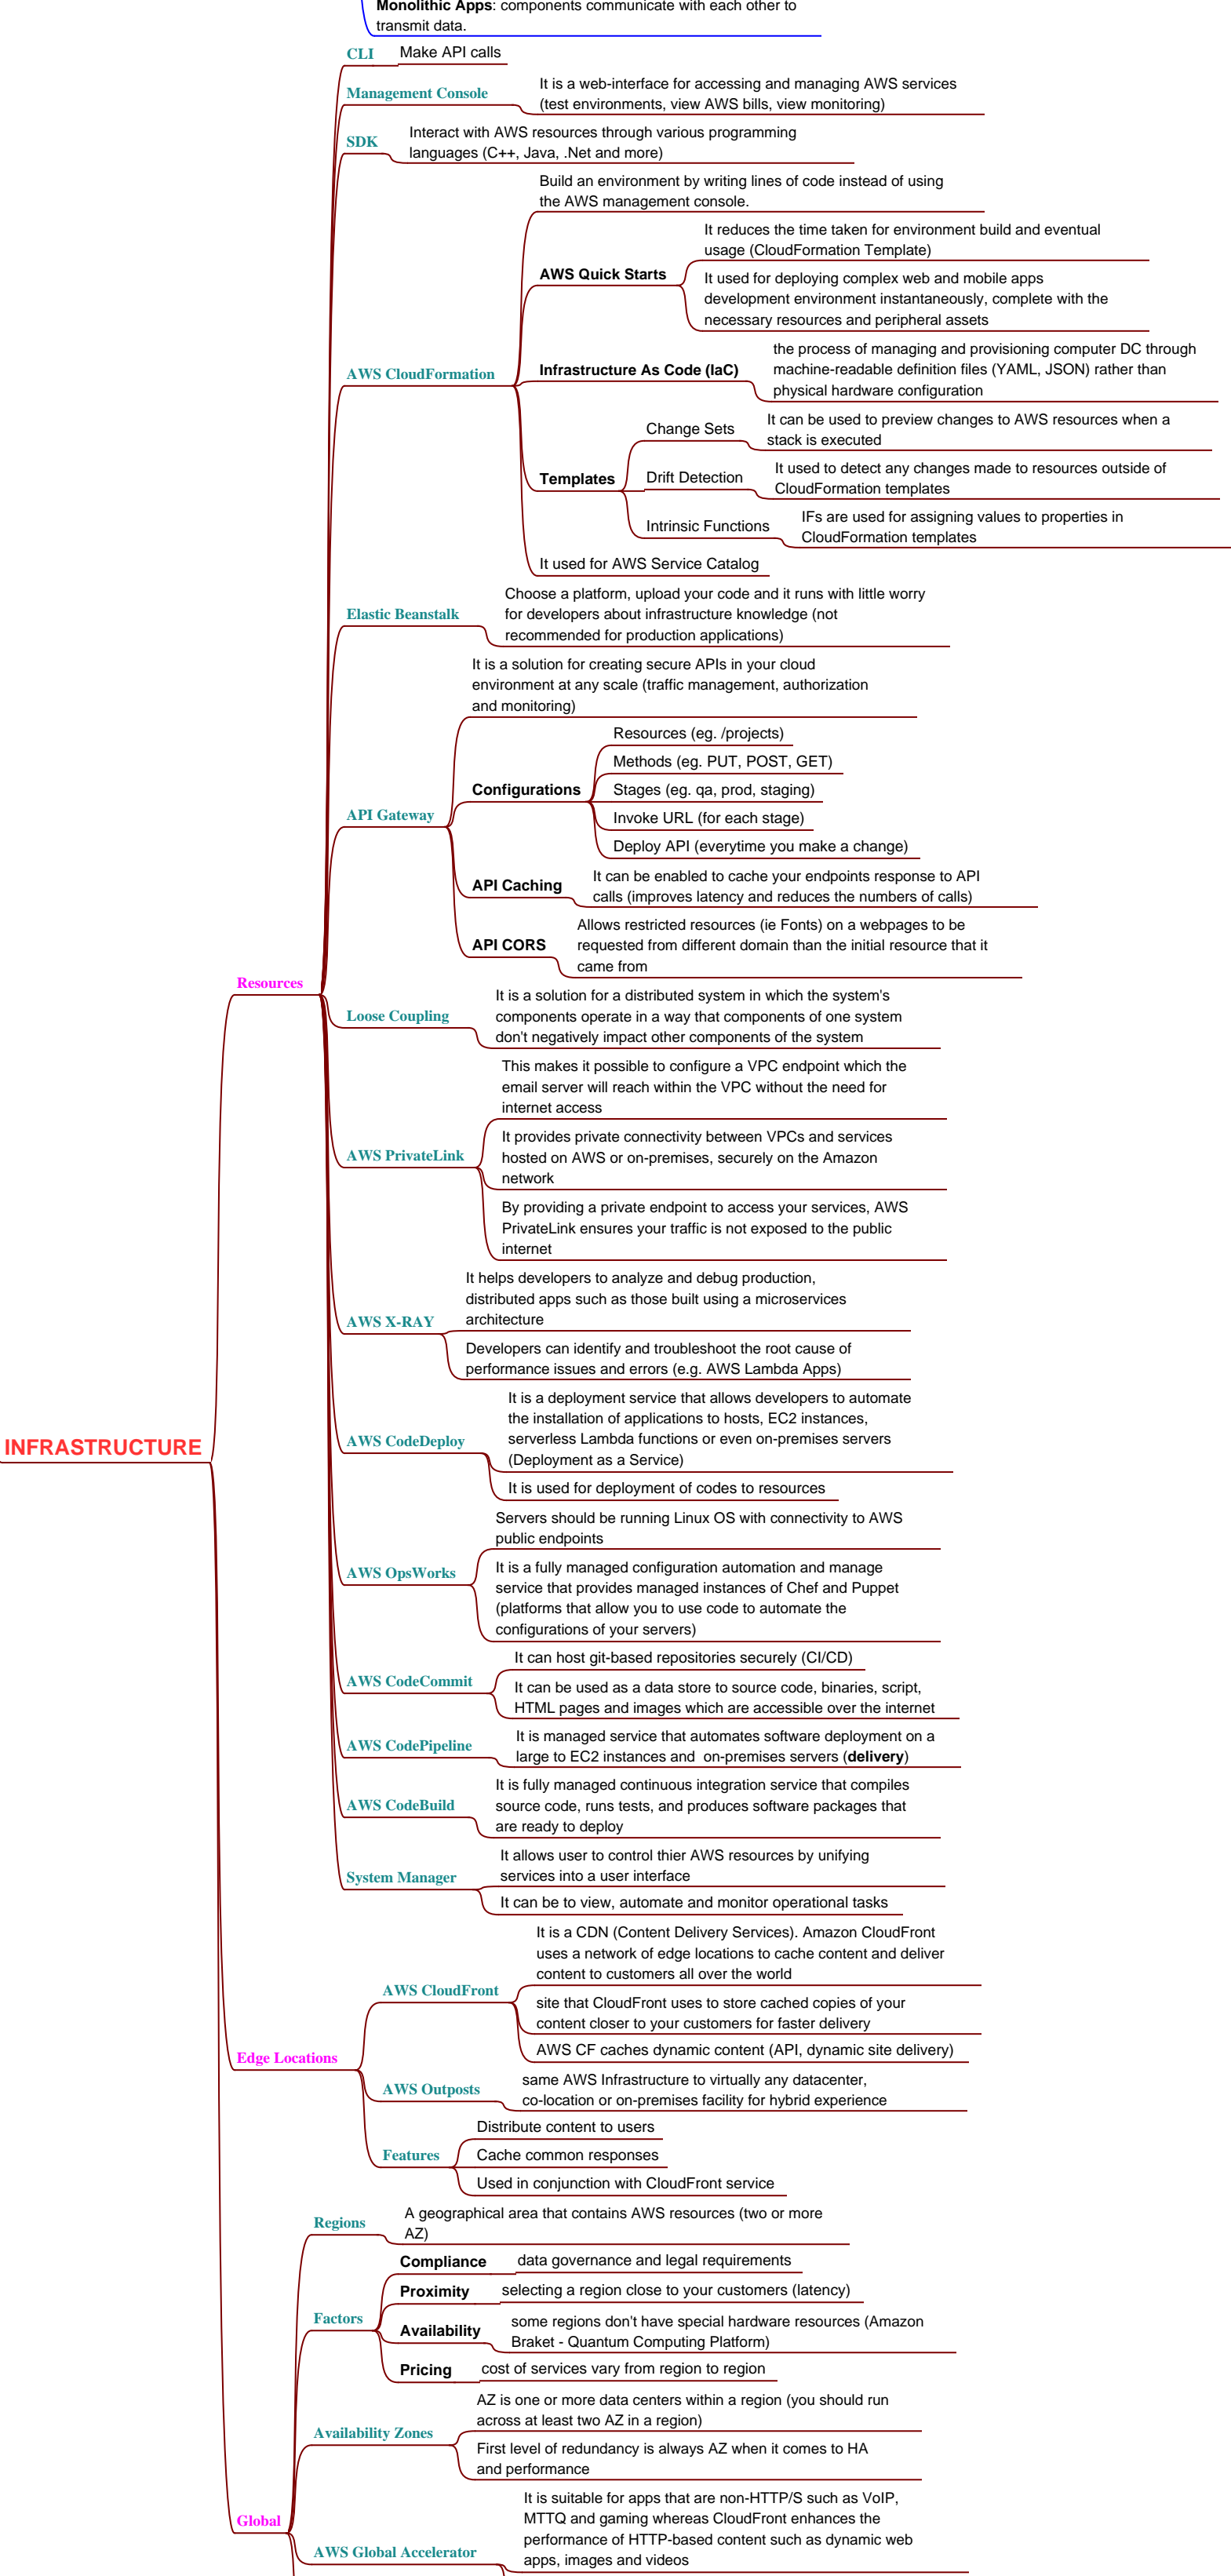 Monolithic Apps: components communicate with each other to
transmit data.
CLI
Make API calls
Management Console
It is a web-interface for accessing and managing AWS services
(test environments, view AWS bills, view monitoring)
SDK
Interact with AWS resources through various programming
languages (C++, Java, .Net and more)
AWS CloudFormation
Build an environment by writing lines of code instead of using
the AWS management console.
AWS Quick Starts
It reduces the time taken for environment build and eventual
usage (CloudFormation Template)
It used for deploying complex web and mobile apps
development environment instantaneously, complete with the
necessary resources and peripheral assets
Infrastructure As Code (IaC)
the process of managing and provisioning computer DC through
machine-readable definition files (YAML, JSON) rather than
physical hardware configuration
Templates
Change Sets
It can be used to preview changes to AWS resources when a
stack is executed
Drift Detection
It used to detect any changes made to resources outside of
CloudFormation templates
Intrinsic Functions
IFs are used for assigning values to properties in
CloudFormation templates
It used for AWS Service Catalog
Elastic Beanstalk
Choose a platform, upload your code and it runs with little worry
for developers about infrastructure knowledge (not
recommended for production applications)
API Gateway
It is a solution for creating secure APIs in your cloud
environment at any scale (traffic management, authorization
and monitoring)
Configurations
Resources (eg. /projects)
Methods (eg. PUT, POST, GET)
Stages (eg. qa, prod, staging)
Invoke URL (for each stage)
Deploy API (everytime you make a change)
API Caching
It can be enabled to cache your endpoints response to API
calls (improves latency and reduces the numbers of calls)
API CORS
Allows restricted resources (ie Fonts) on a webpages to be
requested from different domain than the initial resource that it
came from
Resources
Loose Coupling
It is a solution for a distributed system in which the system's
components operate in a way that components of one system
don't negatively impact other components of the system
AWS PrivateLink
This makes it possible to configure a VPC endpoint which the
email server will reach within the VPC without the need for
internet access
It provides private connectivity between VPCs and services
hosted on AWS or on-premises, securely on the Amazon
network
By providing a private endpoint to access your services, AWS
PrivateLink ensures your traffic is not exposed to the public
internet
AWS X-RAY
It helps developers to analyze and debug production,
distributed apps such as those built using a microservices
architecture
Developers can identify and troubleshoot the root cause of
performance issues and errors (e.g. AWS Lambda Apps)
INFRASTRUCTURE
AWS CodeDeploy
It is a deployment service that allows developers to automate
the installation of applications to hosts, EC2 instances,
serverless Lambda functions or even on-premises servers
(Deployment as a Service)
It is used for deployment of codes to resources
AWS OpsWorks
Servers should be running Linux OS with connectivity to AWS
public endpoints
It is a fully managed configuration automation and manage
service that provides managed instances of Chef and Puppet
(platforms that allow you to use code to automate the
configurations of your servers)
AWS CodeCommit
It can host git-based repositories securely (CI/CD)
It can be used as a data store to source code, binaries, script,
HTML pages and images which are accessible over the internet
AWS CodePipeline
It is managed service that automates software deployment on a
large to EC2 instances and  on-premises servers (delivery)
AWS CodeBuild
It is fully managed continuous integration service that compiles
source code, runs tests, and produces software packages that
are ready to deploy
System Manager
It allows user to control thier AWS resources by unifying
services into a user interface
It can be to view, automate and monitor operational tasks
Edge Locations
AWS CloudFront
It is a CDN (Content Delivery Services). Amazon CloudFront
uses a network of edge locations to cache content and deliver
content to customers all over the world
site that CloudFront uses to store cached copies of your
content closer to your customers for faster delivery
AWS CF caches dynamic content (API, dynamic site delivery)
AWS Outposts
same AWS Infrastructure to virtually any datacenter,
co-location or on-premises facility for hybrid experience
Features
Distribute content to users
Cache common responses
Used in conjunction with CloudFront service
Global
Regions
A geographical area that contains AWS resources (two or more
AZ)
Factors
Compliance
data governance and legal requirements
Proximity
selecting a region close to your customers (latency)
Availability
some regions don't have special hardware resources (Amazon
Braket - Quantum Computing Platform)
Pricing
cost of services vary from region to region
Availability Zones
AZ is one or more data centers within a region (you should run
across at least two AZ in a region)
First level of redundancy is always AZ when it comes to HA
and performance
AWS Global Accelerator
It is suitable for apps that are non-HTTP/S such as VoIP,
MTTQ and gaming whereas CloudFront enhances the
performance of HTTP-based content such as dynamic web
apps, images and videos